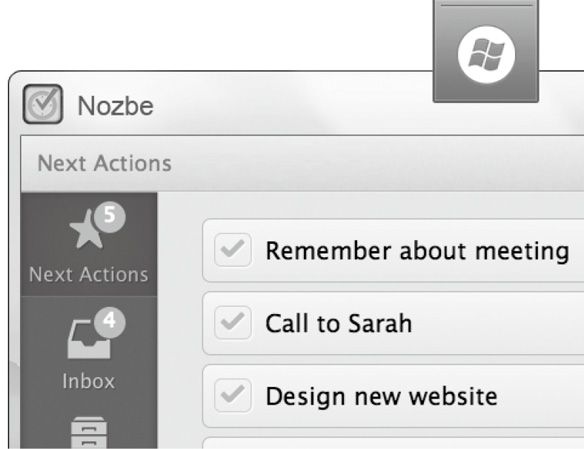 Nozbe
Next Actions
5
Next Actions
4
Inbox
Remember about meeting
Call to Sarah
Design new website